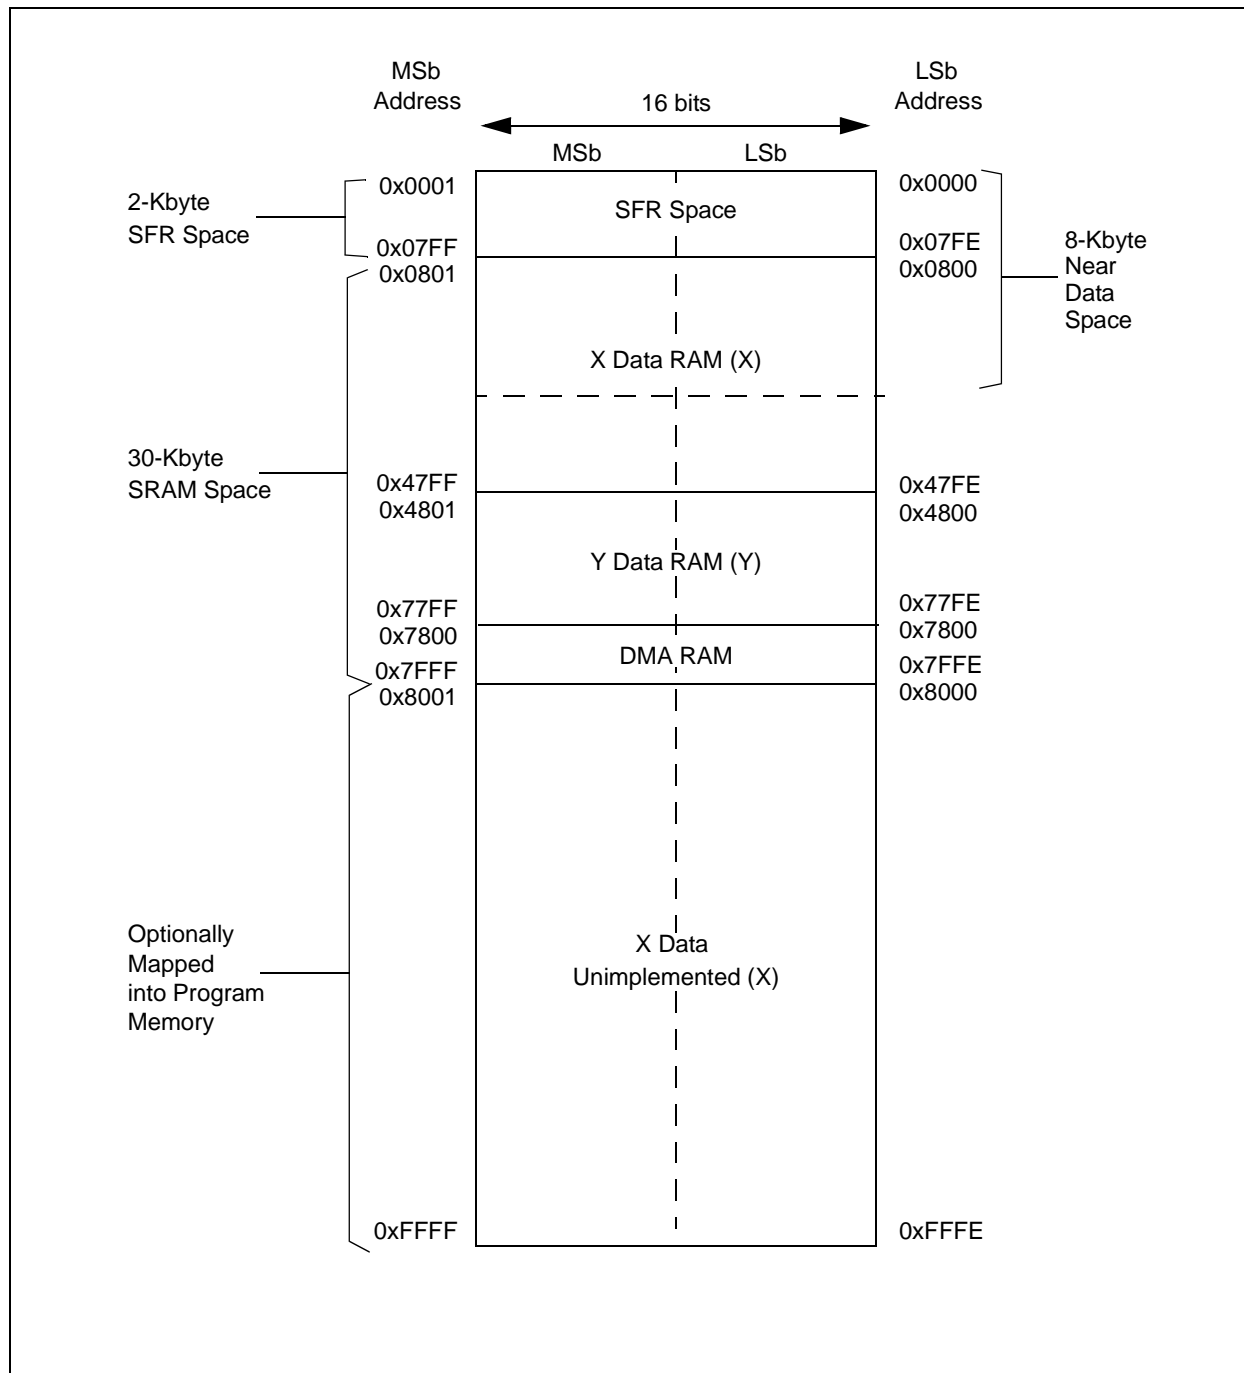 MSb
Address
LSb
Address
16 bits
MSb
LSb
2-Kbyte
SFR Space
0x0001
SFR Space
0x0000
0x07FF
0x0801
0x07FE
0x0800
8-Kbyte
Near
Data
Space
X Data RAM (X)
30-Kbyte
SRAM Space
0x47FF
0x4801
0x47FE
0x4800
Y Data RAM (Y)
0x77FF
0x7800
0x77FE
0x7800
DMA RAM
0x7FFF
0x8001
0x7FFE
0x8000
Optionally
Mapped
into Program
Memory
X Data
Unimplemented (X)
0xFFFF
0xFFFE